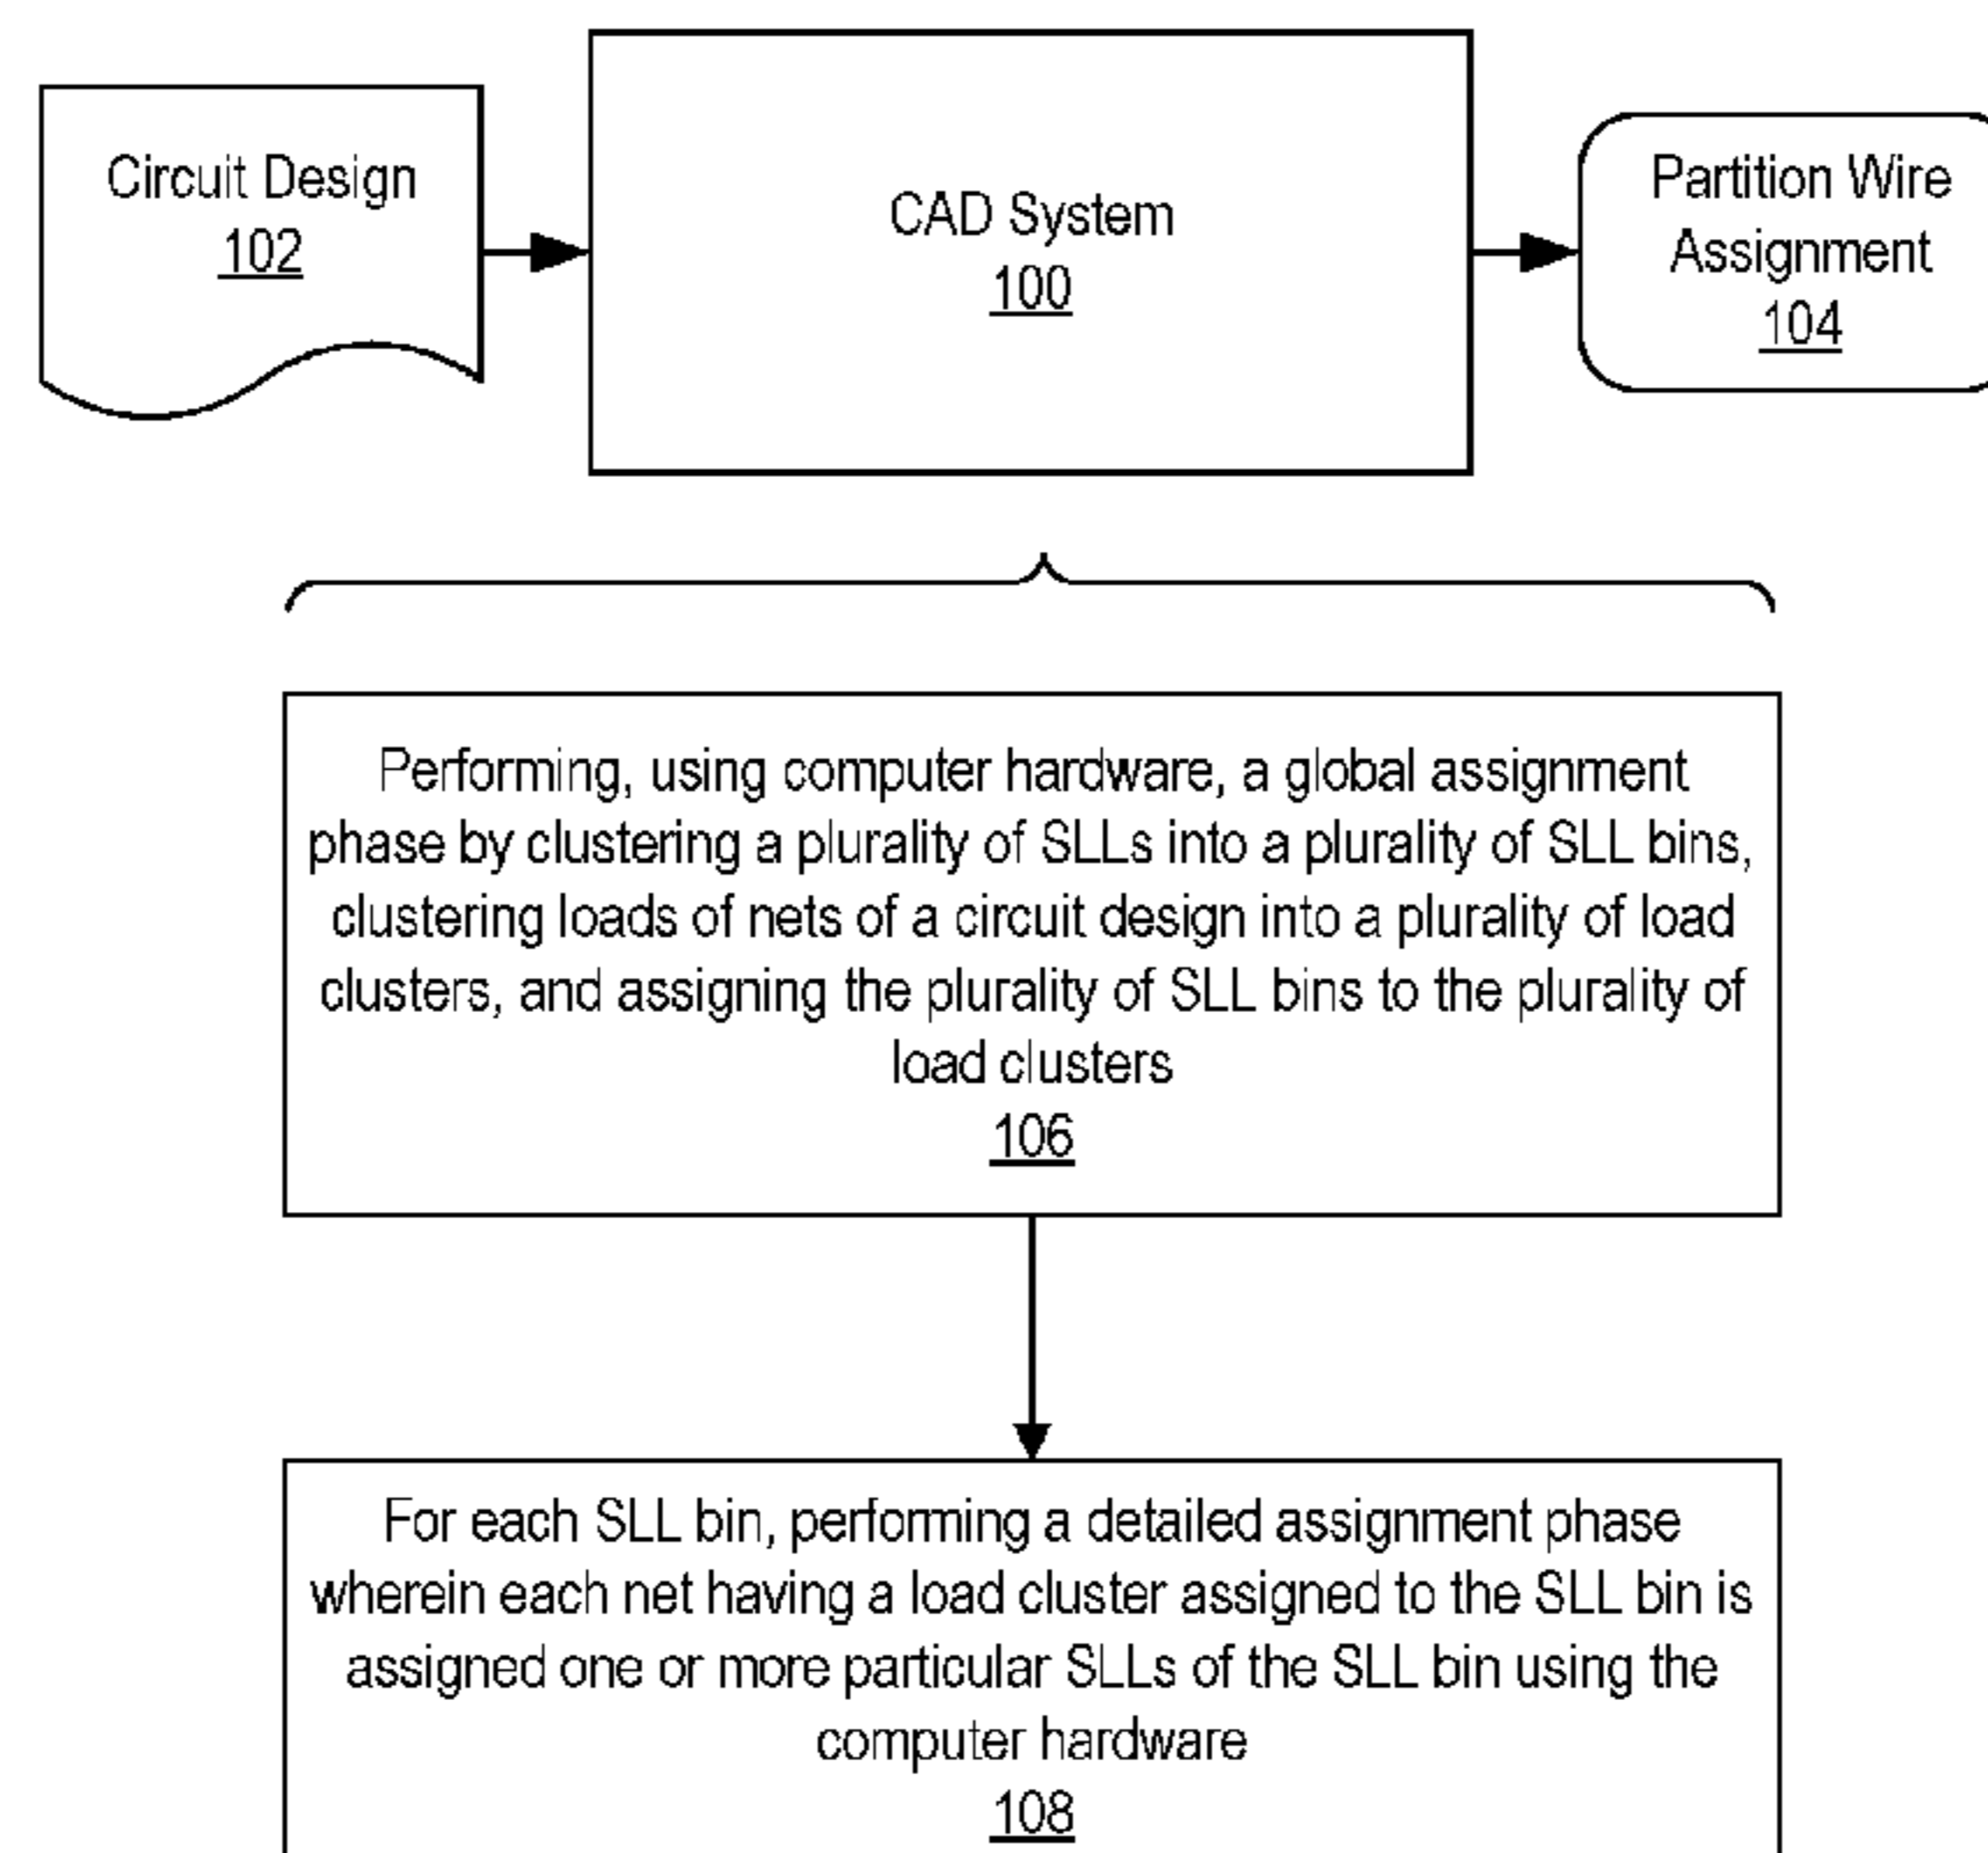 Circuit Design
102
CAD System
100
Partition Wire
Assignment
104
Performing, using computer hardware, a global assignment
phase by clustering a plurality of SLLs into a plurality of SLL bins,
clustering loads of nets of a circuit design into a plurality of load
clusters, and assigning the plurality of SLL bins to the plurality of
load clusters
106
For each SLL bin, performing a detailed assignment phase
wherein each net having a load cluster assigned to the SLL bin is
assigned one or more particular SLLs of the SLL bin using the
computer hardware
108